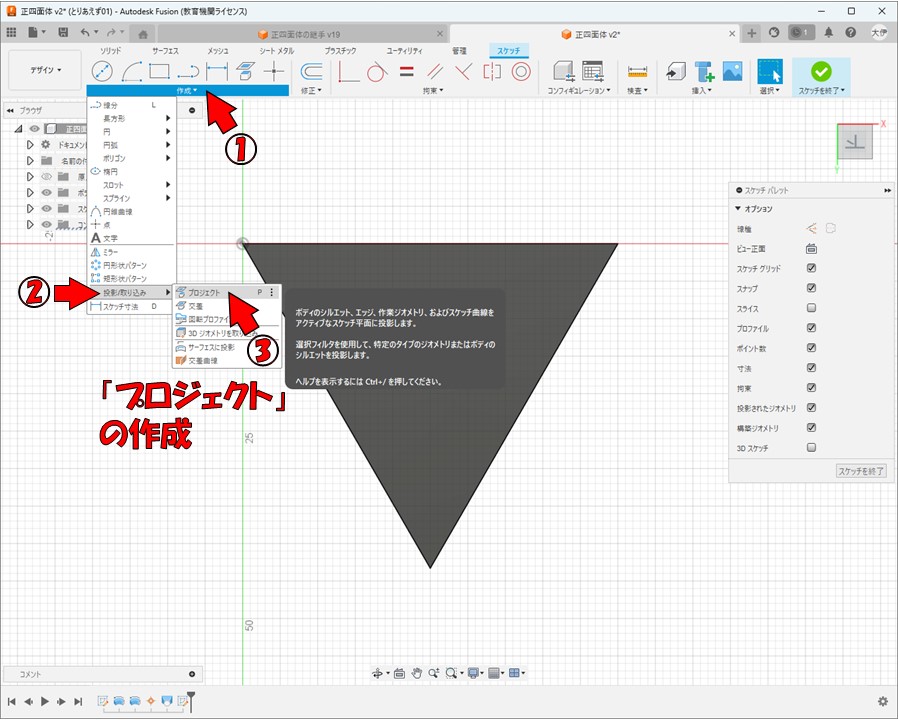 正四面体 v2* (とりあえず01) - Autodesk Fusion (教育機関ライセンス)
正四面体の継手 v19
正四面体 v2*
1
大伊
デザイン
ソリッド サーフェス メッシュ シート メタル プラスチック ユーティリティ 管理 スケッチ
作成 修正 拘束 コンフィギュレーション 検査 挿入 選択 スケッチを終了
①
ブラウザ
正四面
ドキュメン
名前の付
原
ボデ
スケ
コン
線分 L
長方形
円
円弧
ポリゴン
楕円
スロット
スプライン
円錐曲線
点
文字
ミラー
円形状パターン
矩形状パターン
投影/取り込み
スケッチ寸法 D
②
プロジェクト P
交差
面輪プロファイ
3D ジオメトリを取り込み
サーフェスに投影
交差曲線
③
ボディのシルエット、エッジ、作業ジオメトリ、およびスケッチ曲線を
アクティブなスケッチ平面に投影します。
選択フィルタを使用して、特定のタイプのジオメトリまたはボディの
シルエットを投影します。
ヘルプを表示するには Ctrl+/ を押してください。
「プロジェクト」
の作成
25
50
X
Y
上
スケッチ パレット
オプション
線種
ビュー正面
スケッチ グリッド
スナップ
スライス
プロファイル
ポイント数
寸法
拘束
投影されたジオメトリ
構築ジオメトリ
3D スケッチ
スケッチを終了
コメント